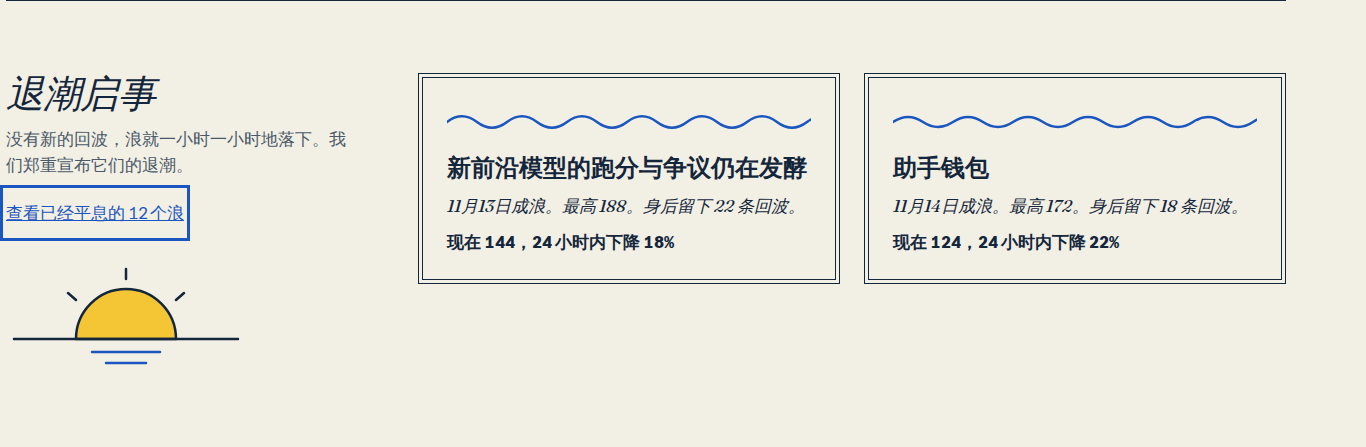 退潮启事
没有新的回波，浪就一小时一小时地落下。我
们郑重宣布它们的退潮。
查看已经平息的 12 个浪
新前沿模型的跑分与争议仍在发酵
11月13日成浪。最高 188。身后留下 22 条回波。
现在 144，24 小时内下降 18%
助手钱包
11月14日成浪。最高 172。身后留下 18 条回波。
现在 124，24 小时内下降 22%